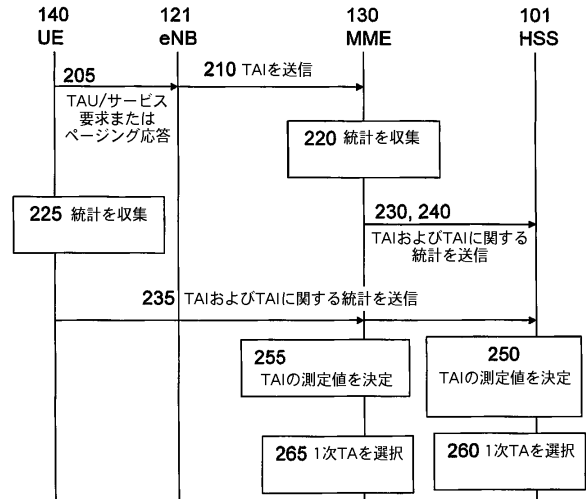 140 121 130 101
UE eNB MME HSS
205
TAU/サービス
要求または
ページング応答
210 TAIを送信
220 統計を収集
225 統計を収集
230, 240
TAIおよびTAIに関する
統計を送信
235 TAIおよびTAIに関する統計を送信
255
TAIの測定値を決定
250
TAIの測定値を決定
265 1次TAを選択
260 1次TAを選択